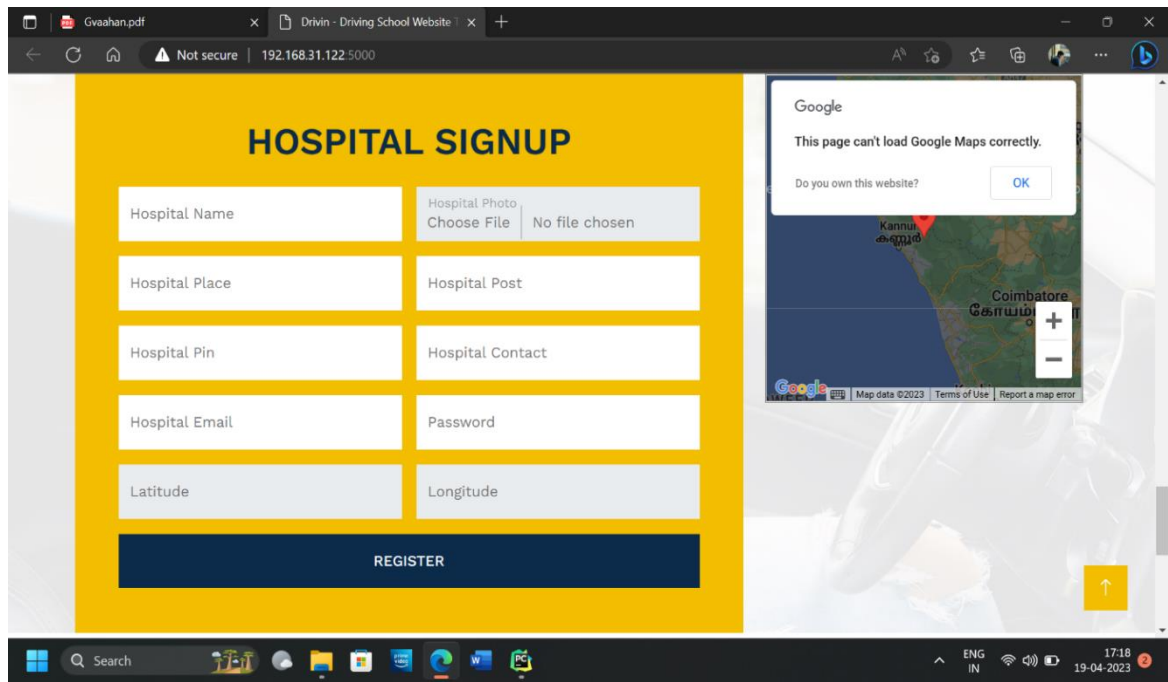 Gvaahan.pdf
Drivin - Driving School Website T
Not secure | 192.168.31.122:5000
HOSPITAL SIGNUP
Hospital Name
Hospital Photo
Choose File No file chosen
Hospital Place
Hospital Post
Hospital Pin
Hospital Contact
Hospital Email
Password
Latitude
Longitude
REGISTER
Google
This page can't load Google Maps correctly.
Do you own this website?
OK
Kannur
കണ്ണൂർ
Coimbatore
Google
Map data ©2023
Terms of Use
Report a map error
Search
ENG
IN
17:18
19-04-2023
2